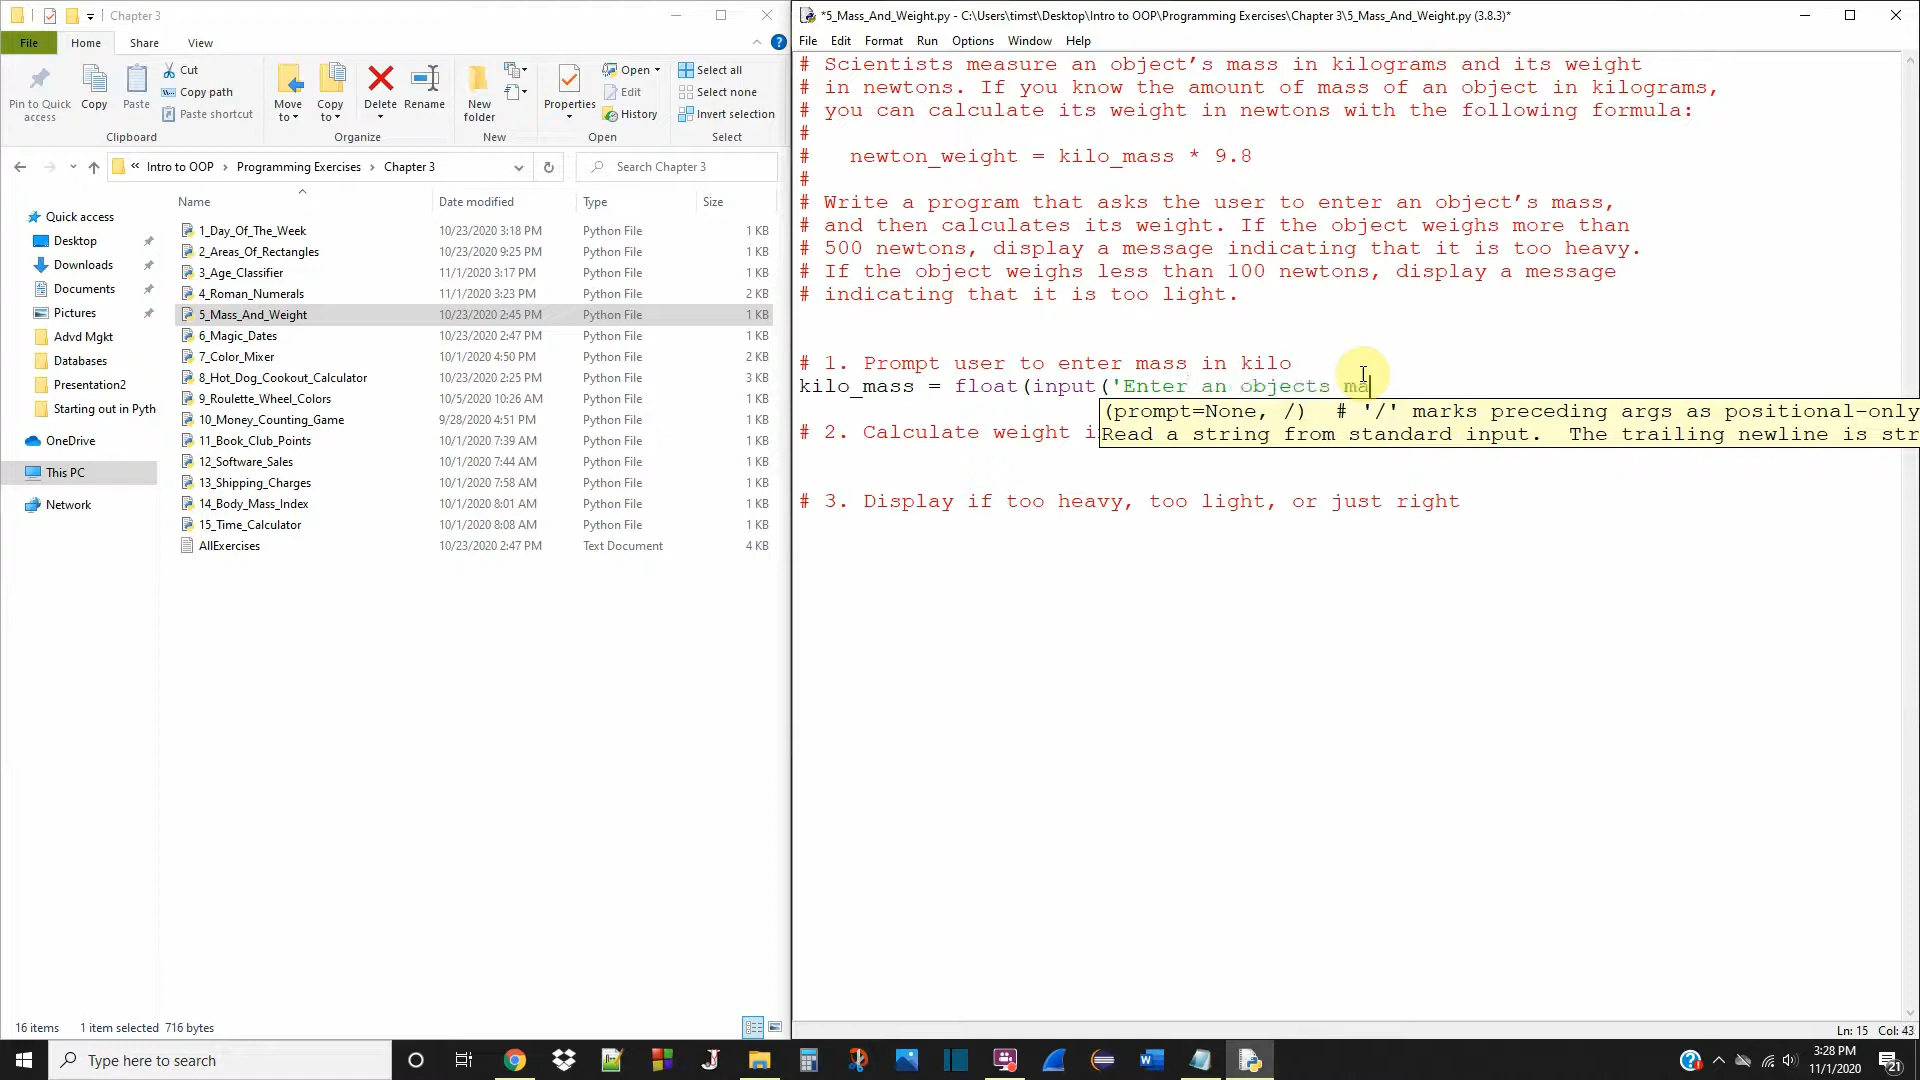 Chapter 3
File Home Share View
Pin to Quick access
Copy
Paste
Cut
Copy path
Paste shortcut
Clipboard
Move to
Copy to
Delete
Rename
Organize
New folder
New
Properties
Open
Edit
History
Open
Select all
Select none
Invert selection
Select
« Intro to OOP › Programming Exercises › Chapter 3
Search Chapter 3
Quick access
Desktop
Downloads
Documents
Pictures
Advd Mgkt
Databases
Presentation2
Starting out in Pyth
OneDrive
This PC
Network
Name Date modified Type Size
1_Day_Of_The_Week 10/23/2020 3:18 PM Python File 1 KB
2_Areas_Of_Rectangles 10/23/2020 9:25 PM Python File 1 KB
3_Age_Classifier 11/1/2020 3:17 PM Python File 1 KB
4_Roman_Numerals 11/1/2020 3:23 PM Python File 2 KB
5_Mass_And_Weight 10/23/2020 2:45 PM Python File 1 KB
6_Magic_Dates 10/23/2020 2:47 PM Python File 1 KB
7_Color_Mixer 10/1/2020 4:50 PM Python File 2 KB
8_Hot_Dog_Cookout_Calculator 10/23/2020 2:25 PM Python File 3 KB
9_Roulette_Wheel_Colors 10/5/2020 10:26 AM Python File 1 KB
10_Money_Counting_Game 9/28/2020 4:51 PM Python File 1 KB
11_Book_Club_Points 10/1/2020 7:39 AM Python File 1 KB
12_Software_Sales 10/1/2020 7:44 AM Python File 1 KB
13_Shipping_Charges 10/1/2020 7:58 AM Python File 1 KB
14_Body_Mass_Index 10/1/2020 8:01 AM Python File 1 KB
15_Time_Calculator 10/1/2020 8:08 AM Python File 1 KB
AllExercises 10/23/2020 2:47 PM Text Document 4 KB
16 items 1 item selected 716 bytes
*5_Mass_And_Weight.py - C:\Users\timst\Desktop\Intro to OOP\Programming Exercises\Chapter 3\5_Mass_And_Weight.py (3.8.3)*
File Edit Format Run Options Window Help
# Scientists measure an object’s mass in kilograms and its weight
# in newtons. If you know the amount of mass of an object in kilograms,
# you can calculate its weight in newtons with the following formula:
#
#   newton_weight = kilo_mass * 9.8
#
# Write a program that asks the user to enter an object’s mass,
# and then calculates its weight. If the object weighs more than
# 500 newtons, display a message indicating that it is too heavy.
# If the object weighs less than 100 newtons, display a message
# indicating that it is too light.
# 1. Prompt user to enter mass in kilo
kilo_mass = float(input('Enter an objects ma
(prompt=None, /)  # '/' marks preceding args as positional-only
Read a string from standard input.  The trailing newline is str
# 2. Calculate weight i
# 3. Display if too heavy, too light, or just right
Ln: 15 Col: 43
Type here to search
3:28 PM
11/1/2020
21